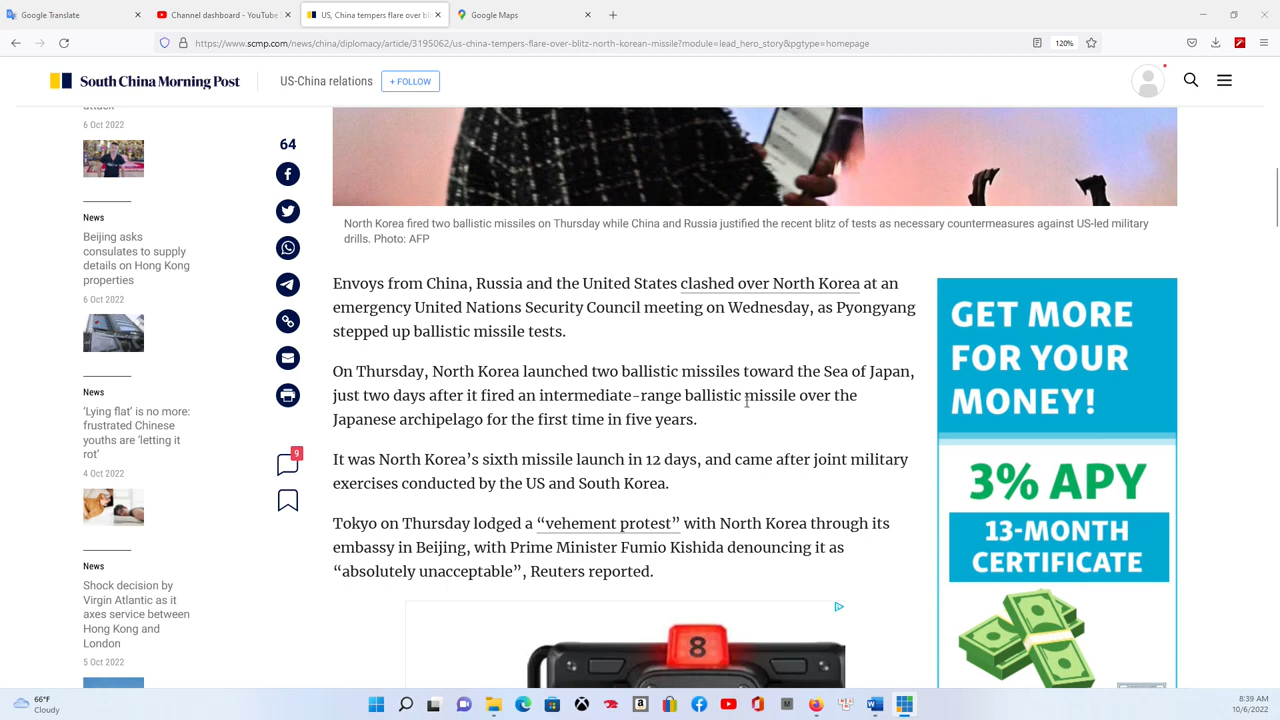 Google Translate
Channel dashboard - YouTube
US, China tempers flare over bli
Google Maps
https://www.scmp.com/news/china/diplomacy/article/3195062/us-china-tempers-flare-over-blitz-north-korean-missile?module=lead_hero_story&pgtype=homepage
120%
South China Morning Post
US-China relations
+ FOLLOW
attack
6 Oct 2022
News
Beijing asks
consulates to supply
details on Hong Kong
properties
6 Oct 2022
News
‘Lying flat’ is no more:
frustrated Chinese
youths are ‘letting it
rot’
4 Oct 2022
News
Shock decision by
Virgin Atlantic as it
axes service between
Hong Kong and
London
5 Oct 2022
64
9
North Korea fired two ballistic missiles on Thursday while China and Russia justified the recent blitz of tests as necessary countermeasures against US-led military
drills. Photo: AFP
Envoys from China, Russia and the United States clashed over North Korea at an
emergency United Nations Security Council meeting on Wednesday, as Pyongyang
stepped up ballistic missile tests.
On Thursday, North Korea launched two ballistic missiles toward the Sea of Japan,
just two days after it fired an intermediate-range ballistic missile over the
Japanese archipelago for the first time in five years.
It was North Korea’s sixth missile launch in 12 days, and came after joint military
exercises conducted by the US and South Korea.
Tokyo on Thursday lodged a “vehement protest” with North Korea through its
embassy in Beijing, with Prime Minister Fumio Kishida denouncing it as
“absolutely unacceptable”, Reuters reported.
8
GET MORE
FOR YOUR
MONEY!
3% APY
13-MONTH
CERTIFICATE
66°F
Cloudy
8:39 AM
10/6/2022